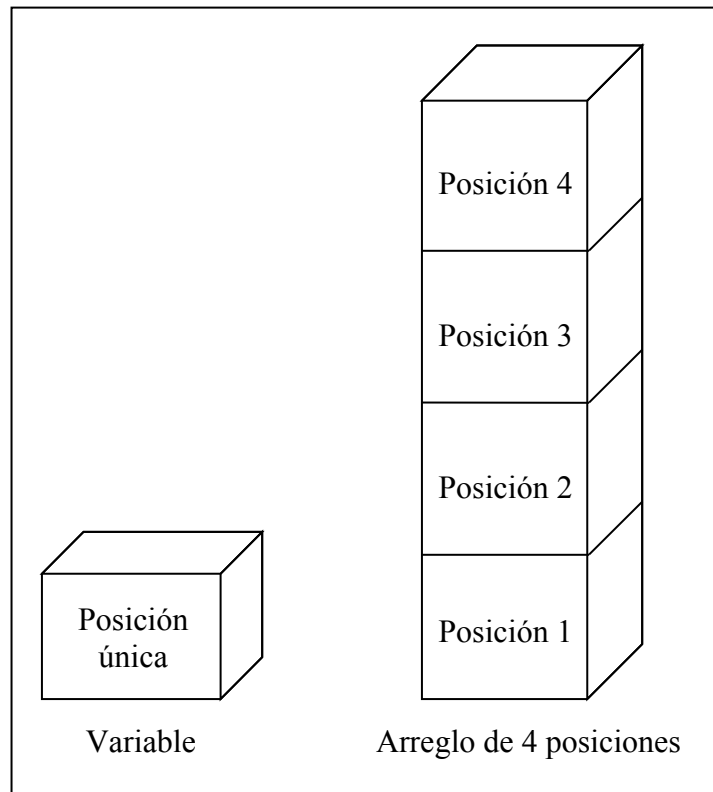 Posición 4
Posición 3
Posición 2
Posición 1
Posición
única
Variable
Arreglo de 4 posiciones